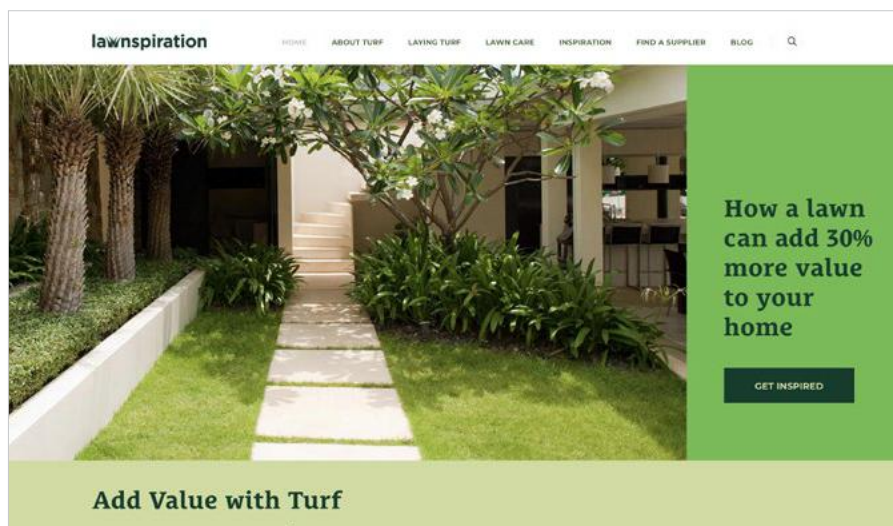 lawnspiration
HOME ABOUT TURF LAYING TURF LAWN CARE INSPIRATION FIND A SUPPLIER BLOG
How a lawn
can add 30%
more value
to your
home
GET INSPIRED
Add Value with Turf